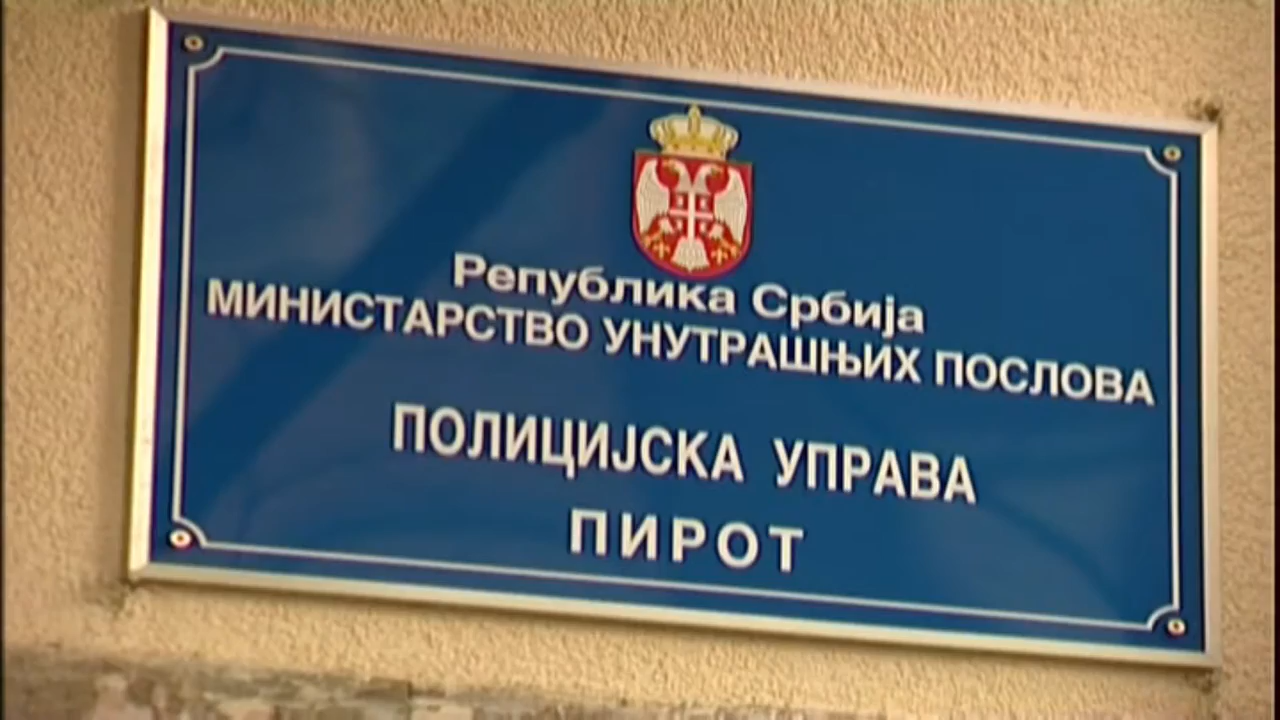 Република Србија
МИНИСТАРСТВО УНУТРАШЊИХ ПОСЛОВА
ПОЛИЦИЈСКА УПРАВА
ПИРОТ